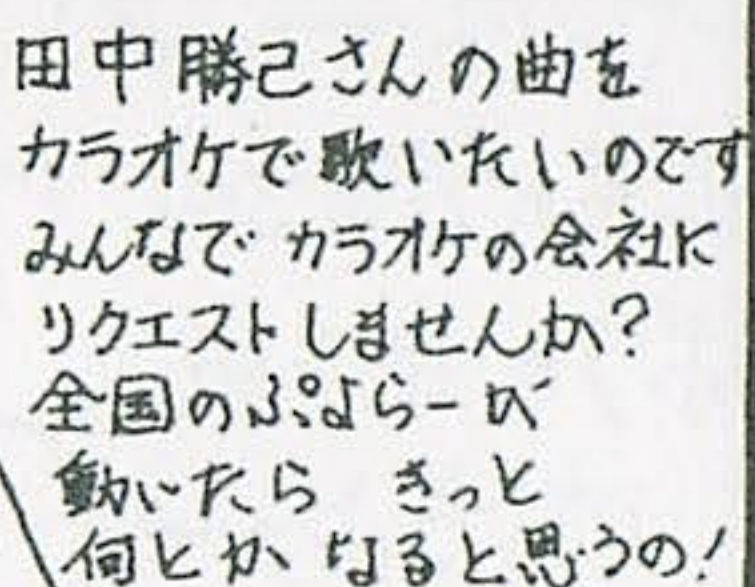 田中勝己さんの曲を
カラオケで歌いたいのです
みんなで カラオケの会社に
リクエストしませんか?
全国のぷよらーが
動いたら きっと
何とか なると思うの!